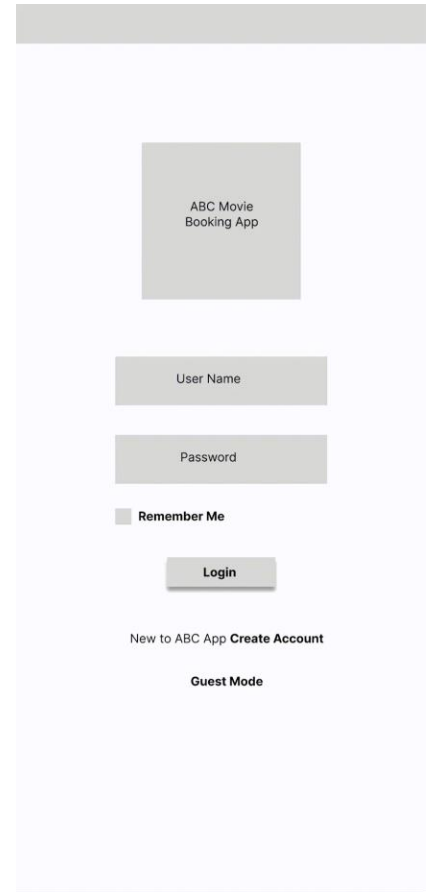 ABC Movie
Booking App
User Name
Password
Remember Me
Login
New to ABC App Create Account
Guest Mode